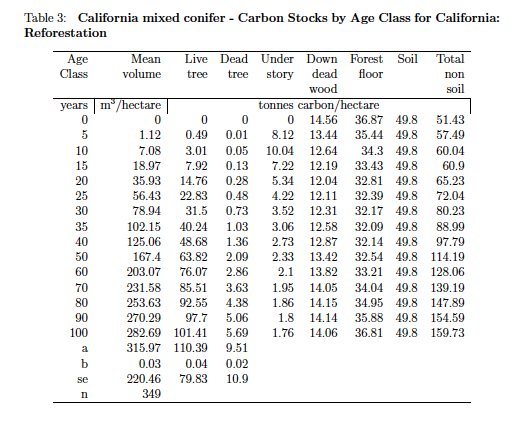 Table 3: California mixed conifer - Carbon Stocks by Age Class for California:
Reforestation
Age Mean Live Dead Under Down Forest Soil Total
Class volume tree tree story dead floor non
wood soil
years m³/hectare tonnes carbon/hectare
0 0 0 0 0 14.56 36.87 49.8 51.43
5 1.12 0.49 0.01 8.12 13.44 35.44 49.8 57.49
10 7.08 3.01 0.05 10.04 12.64 34.3 49.8 60.04
15 18.97 7.92 0.13 7.22 12.19 33.43 49.8 60.9
20 35.93 14.76 0.28 5.34 12.04 32.81 49.8 65.23
25 56.43 22.83 0.48 4.22 12.11 32.39 49.8 72.04
30 78.94 31.5 0.73 3.52 12.31 32.17 49.8 80.23
35 102.15 40.24 1.03 3.06 12.58 32.09 49.8 88.99
40 125.06 48.68 1.36 2.73 12.87 32.14 49.8 97.79
50 167.4 63.82 2.09 2.33 13.42 32.54 49.8 114.19
60 203.07 76.07 2.86 2.1 13.82 33.21 49.8 128.06
70 231.58 85.51 3.63 1.95 14.05 34.04 49.8 139.19
80 253.63 92.55 4.38 1.86 14.15 34.95 49.8 147.89
90 270.29 97.7 5.06 1.8 14.14 35.88 49.8 154.59
100 282.69 101.41 5.69 1.76 14.06 36.81 49.8 159.73
a 315.97 110.39 9.51
b 0.03 0.04 0.02
se 220.46 79.83 10.9
n 349